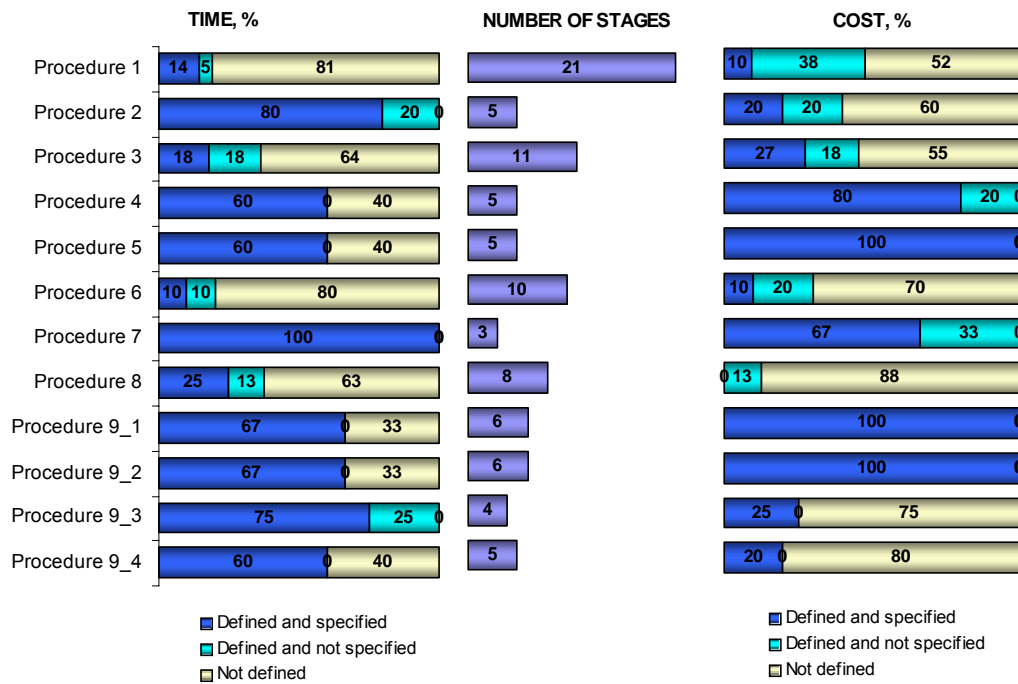 TIME, % NUMBER OF STAGES COST, %
Procedure 1 14 5 81 21 10 38 52
Procedure 2 80 20 0 5 20 20 60
Procedure 3 18 18 64 11 27 18 55
Procedure 4 60 0 40 5 80 20 0
Procedure 5 60 0 40 5 100 0
Procedure 6 10 10 80 10 10 20 70
Procedure 7 100 0 3 67 33 0
Procedure 8 25 13 63 8 0 13 88
Procedure 9_1 67 0 33 6 100 0
Procedure 9_2 67 0 33 6 100 0
Procedure 9_3 75 25 0 4 25 0 75
Procedure 9_4 60 0 40 5 20 0 80
Defined and specified Defined and specified
Defined and not specified Defined and not specified
Not defined Not defined